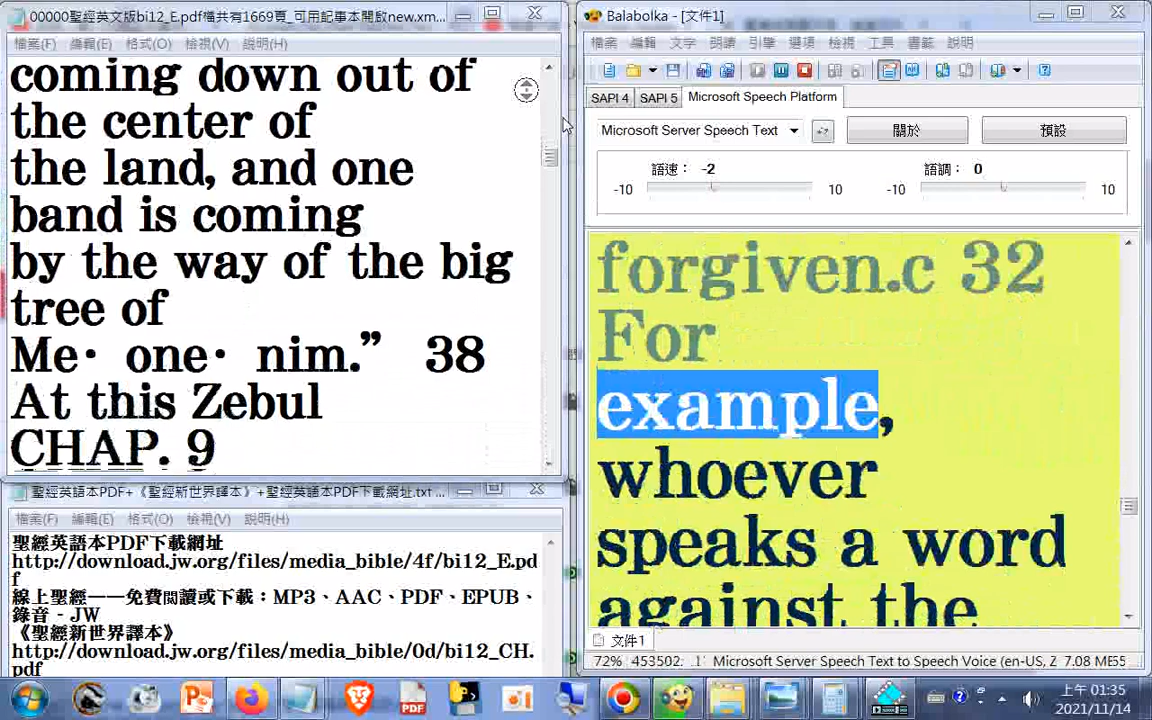 00000聖經英文版bi12_E.pdf檔共有1669頁_可用記事本開啟new.xm...
檔案(F) 編輯(E) 格式(O) 檢視(V) 說明(H)
coming down out of
the center of
the land, and one
band is coming
by the way of the big
tree of
Me· one· nim.” 38
At this Zebul
CHAP. 9
聖經英語本PDF+《聖經新世界譯本》+聖經英語本PDF下載網址.txt ...
檔案(F) 編輯(E) 格式(O) 檢視(V) 說明(H)
聖經英語本PDF下載網址
http://download.jw.org/files/media_bible/4f/bi12_E.pd
f
線上聖經——免費閱讀或下載：MP3、AAC、PDF、EPUB、
錄音 - JW
《聖經新世界譯本》
http://download.jw.org/files/media_bible/0d/bi12_CH.
pdf
Balabolka - [文件1]
檔案 編輯 文字 朗讀 引擎 選項 檢視 工具 書籤 說明
SAPI 4 SAPI 5 Microsoft Speech Platform
Microsoft Server Speech Text 關於 預設
語速： -2 語調： 0
-10 10 -10 10
forgiven.c 32
For
example,
whoever
speaks a word
against the
文件1
72% 453502: Microsoft Server Speech Text to Speech Voice (en-US, Z 7.08 ME55
上午 01:35
2021/11/14